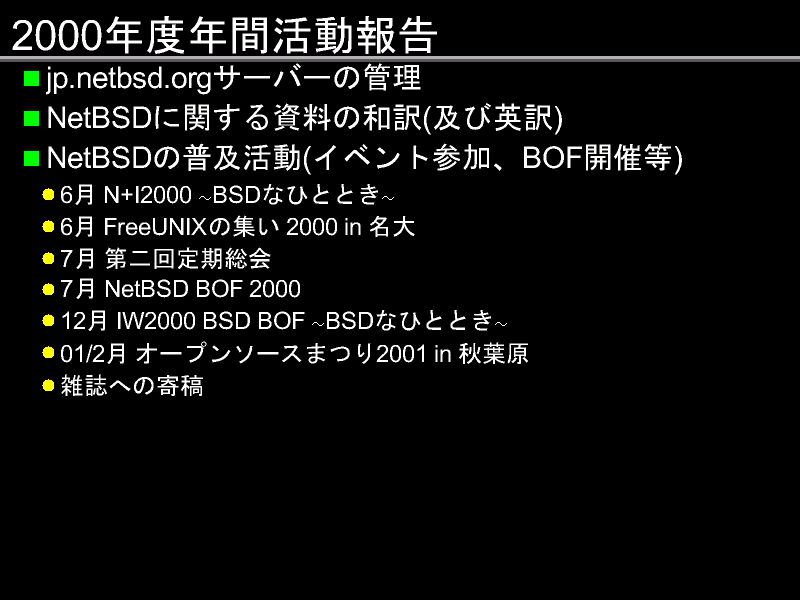 2000年度年間活動報告
jp.netbsd.orgサーバーの管理
NetBSDに関する資料の和訳(及び英訳)
NetBSDの普及活動(イベント参加、BOF開催等)
6月 N+I2000 ~BSDなひととき~
6月 FreeUNIXの集い 2000 in 名大
7月 第二回定期総会
7月 NetBSD BOF 2000
12月 IW2000 BSD BOF ~BSDなひととき~
01/2月 オープンソースまつり2001 in 秋葉原
雑誌への寄稿